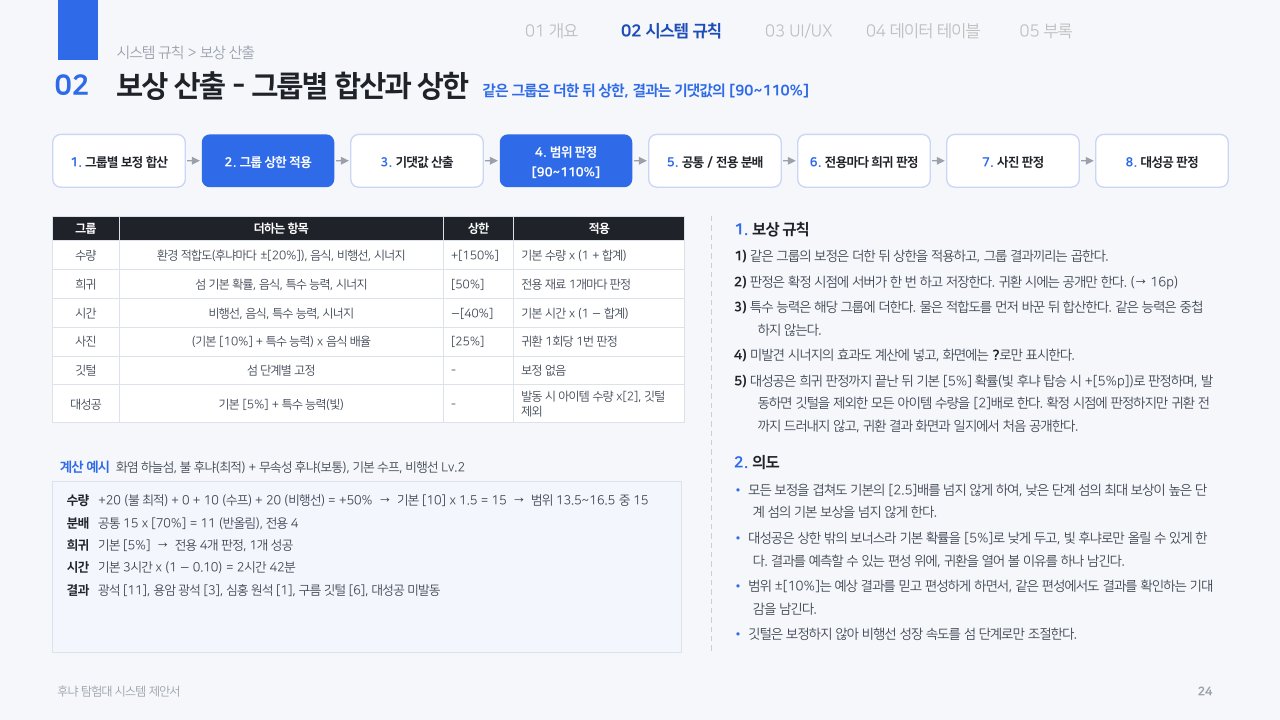 01 개요 02 시스템 규칙 03 UI/UX 04 데이터 테이블 05 부록
시스템 규칙 > 보상 산출
02 보상 산출 - 그룹별 합산과 상한 같은 그룹은 더한 뒤 상한, 결과는 기댓값의 [90~110%]
1. 그룹별 보정 합산
2. 그룹 상한 적용
3. 기댓값 산출
4. 범위 판정
[90~110%]
5. 공통 / 전용 분배
6. 전용마다 희귀 판정
7. 사진 판정
8. 대성공 판정
그룹 더하는 항목 상한 적용
수량 환경 적합도(후냐마다 ±[20%]), 음식, 비행선, 시너지 +[150%] 기본 수량 x (1 + 합계)
희귀 섬 기본 확률, 음식, 특수 능력, 시너지 [50%] 전용 재료 1개마다 판정
시간 비행선, 음식, 특수 능력, 시너지 −[40%] 기본 시간 x (1 − 합계)
사진 (기본 [10%] + 특수 능력) x 음식 배율 [25%] 귀환 1회당 1번 판정
깃털 섬 단계별 고정 - 보정 없음
대성공 기본 [5%] + 특수 능력(빛) - 발동 시 아이템 수량 x[2], 깃털
제외
계산 예시 화염 하늘섬, 불 후냐(최적) + 무속성 후냐(보통), 기본 수프, 비행선 Lv.2
수량 +20 (불 최적) + 0 + 10 (수프) + 20 (비행선) = +50% → 기본 [10] x 1.5 = 15 → 범위 13.5~16.5 중 15
분배 공통 15 x [70%] = 11 (반올림), 전용 4
희귀 기본 [5%] → 전용 4개 판정, 1개 성공
시간 기본 3시간 x (1 − 0.10) = 2시간 42분
결과 광석 [11], 용암 광석 [3], 심홍 원석 [1], 구름 깃털 [6], 대성공 미발동
1. 보상 규칙
1) 같은 그룹의 보정은 더한 뒤 상한을 적용하고, 그룹 결과끼리는 곱한다.
2) 판정은 확정 시점에 서버가 한 번 하고 저장한다. 귀환 시에는 공개만 한다. (→ 16p)
3) 특수 능력은 해당 그룹에 더한다. 물은 적합도를 먼저 바꾼 뒤 합산한다. 같은 능력은 중첩
하지 않는다.
4) 미발견 시너지의 효과도 계산에 넣고, 화면에는 ?로만 표시한다.
5) 대성공은 희귀 판정까지 끝난 뒤 기본 [5%] 확률(빛 후냐 탑승 시 +[5%p])로 판정하며, 발
동하면 깃털을 제외한 모든 아이템 수량을 [2]배로 한다. 확정 시점에 판정하지만 귀환 전
까지 드러내지 않고, 귀환 결과 화면과 일지에서 처음 공개한다.
2. 의도
• 모든 보정을 겹쳐도 기본의 [2.5]배를 넘지 않게 하여, 낮은 단계 섬의 최대 보상이 높은 단
계 섬의 기본 보상을 넘지 않게 한다.
• 대성공은 상한 밖의 보너스라 기본 확률을 [5%]로 낮게 두고, 빛 후냐로만 올릴 수 있게 한
다. 결과를 예측할 수 있는 편성 위에, 귀환을 열어 볼 이유를 하나 남긴다.
• 범위 ±[10%]는 예상 결과를 믿고 편성하게 하면서, 같은 편성에서도 결과를 확인하는 기대
감을 남긴다.
• 깃털은 보정하지 않아 비행선 성장 속도를 섬 단계로만 조절한다.
후냐 탐험대 시스템 제안서 24